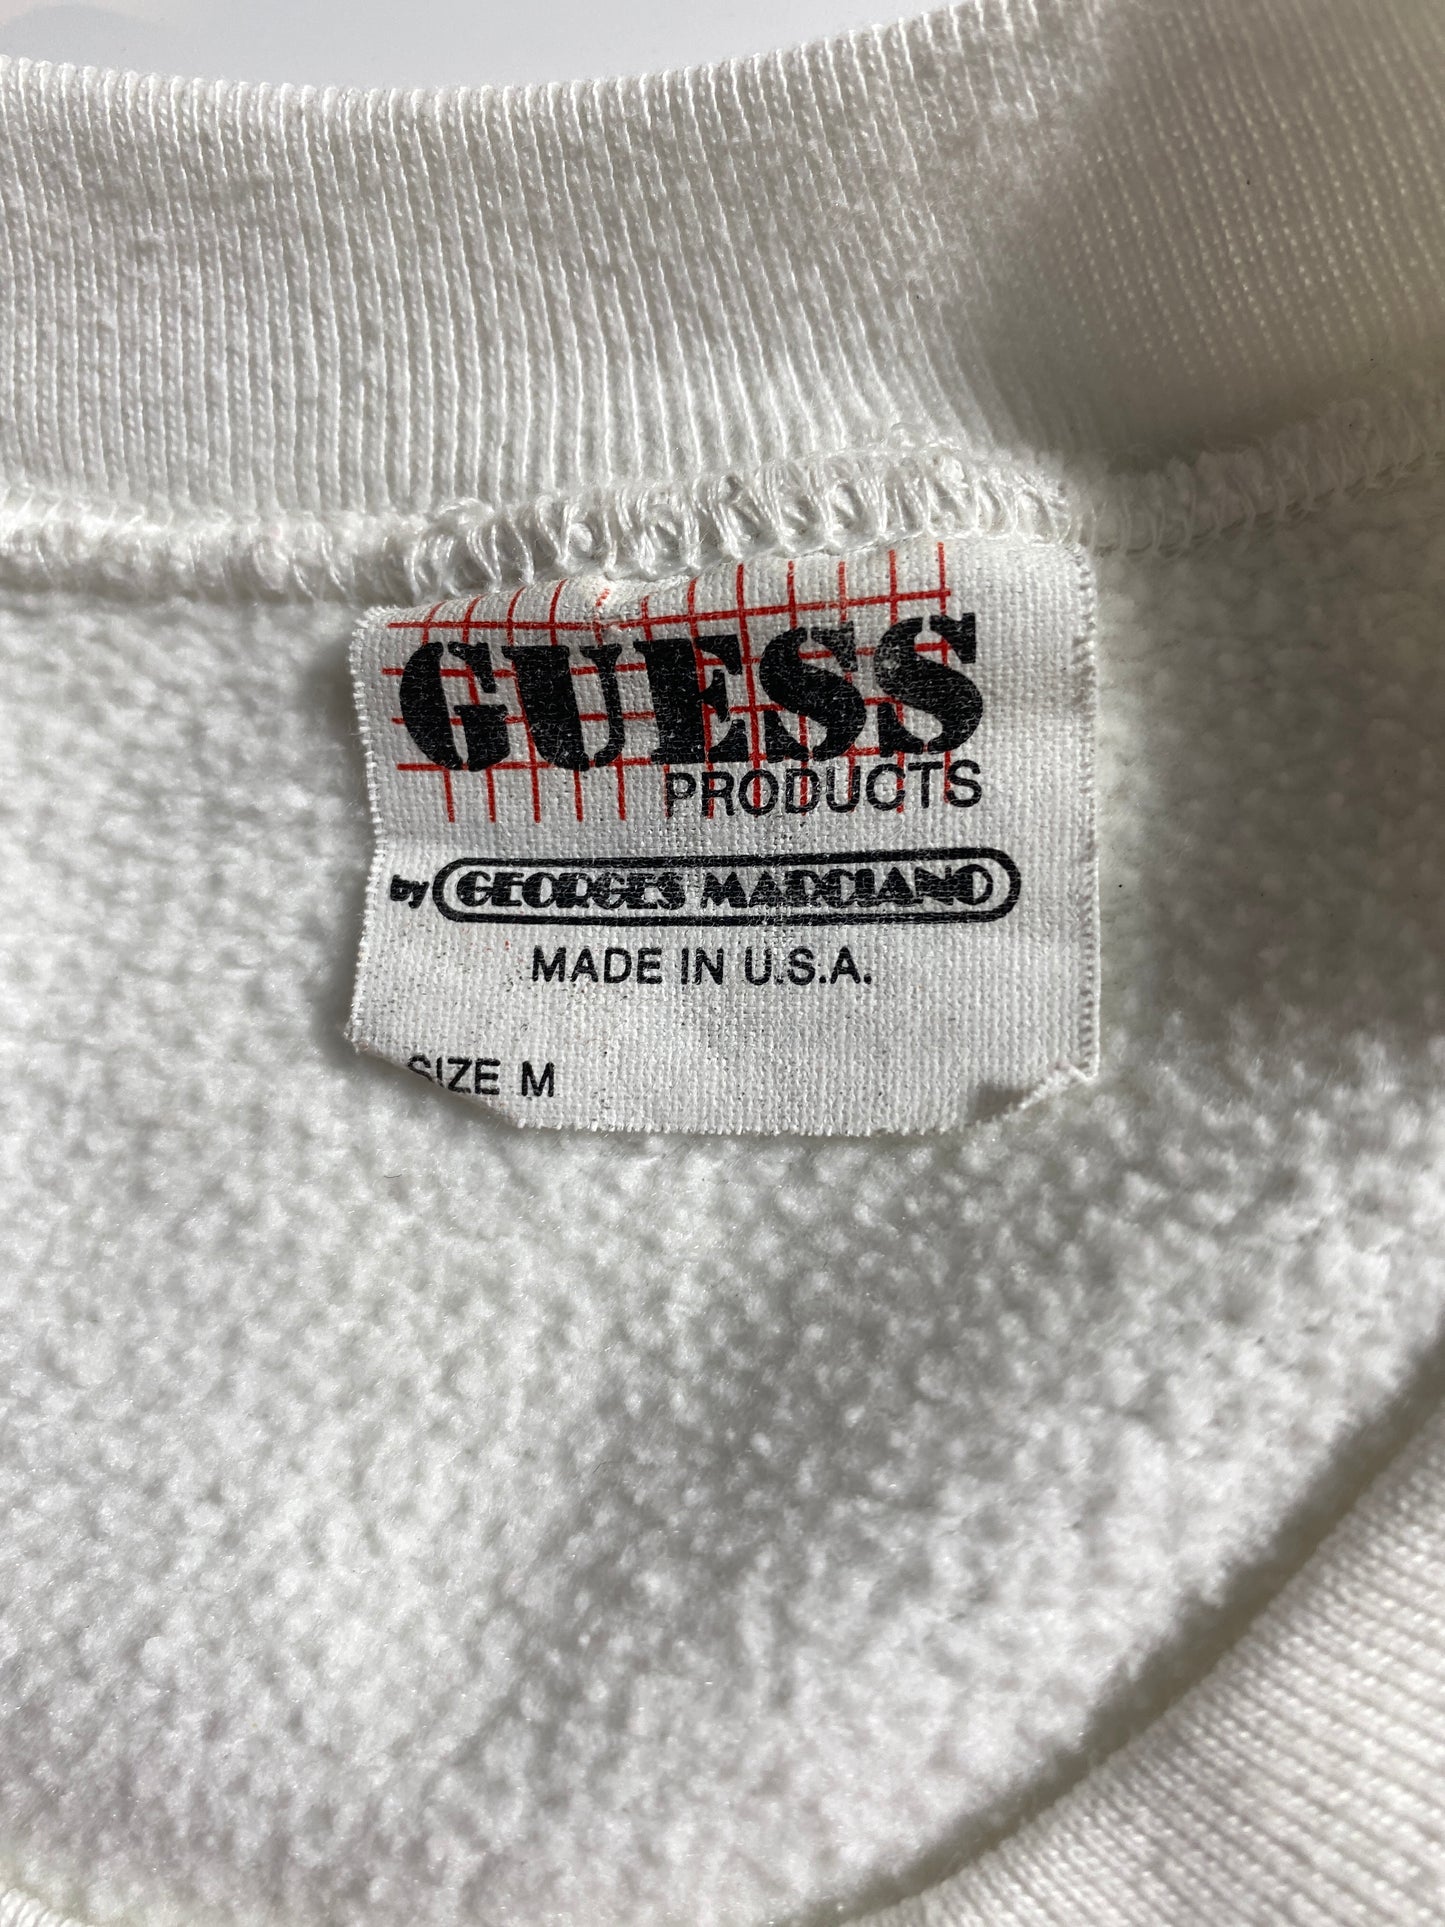 GUESS
PRODUCTS
by GEORGES MARCIANO
MADE IN U.S.A.
SIZE M